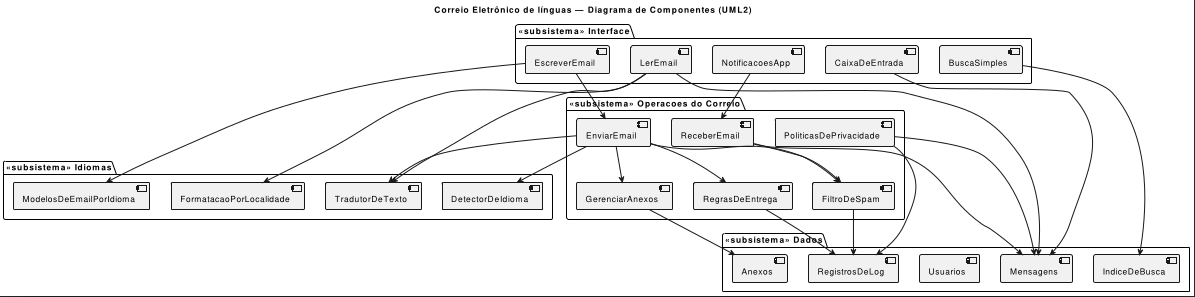 Correio Eletrônico de línguas — Diagrama de Componentes (UML2)
«subsistema» Interface
EscreverEmail LerEmail NotificacoesApp CaixaDeEntrada BuscaSimples
«subsistema» Operacoes do Correio
EnviarEmail ReceberEmail PoliticasDePrivacidade
«subsistema» Idiomas
ModelosDeEmailPorIdioma FormatacaoPorLocalidade TradutorDeTexto DetectorDeIdioma GerenciarAnexos RegrasDeEntrega FiltroDeSpam
«subsistema» Dados
Anexos RegistrosDeLog Usuarios Mensagens IndiceDeBusca